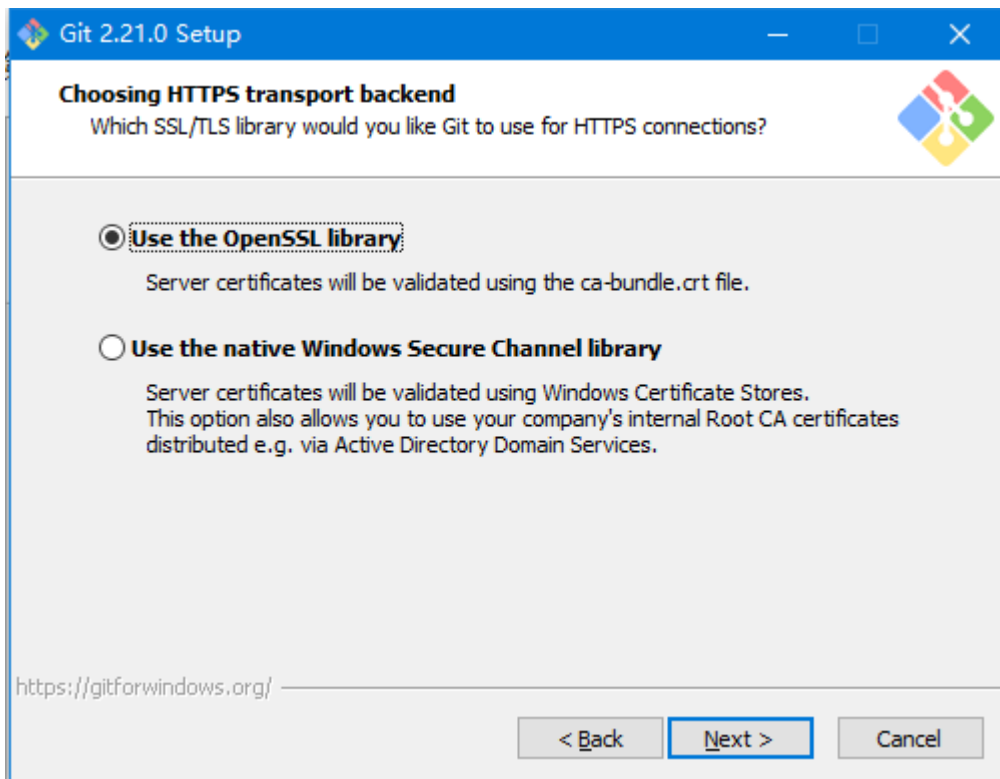 Git 2.21.0 Setup
Choosing HTTPS transport backend
Which SSL/TLS library would you like Git to use for HTTPS connections?
Use the OpenSSL library
Server certificates will be validated using the ca-bundle.crt file.
Use the native Windows Secure Channel library
Server certificates will be validated using Windows Certificate Stores.
This option also allows you to use your company's internal Root CA certificates
distributed e.g. via Active Directory Domain Services.
https://gitforwindows.org/
< Back
Next >
Cancel